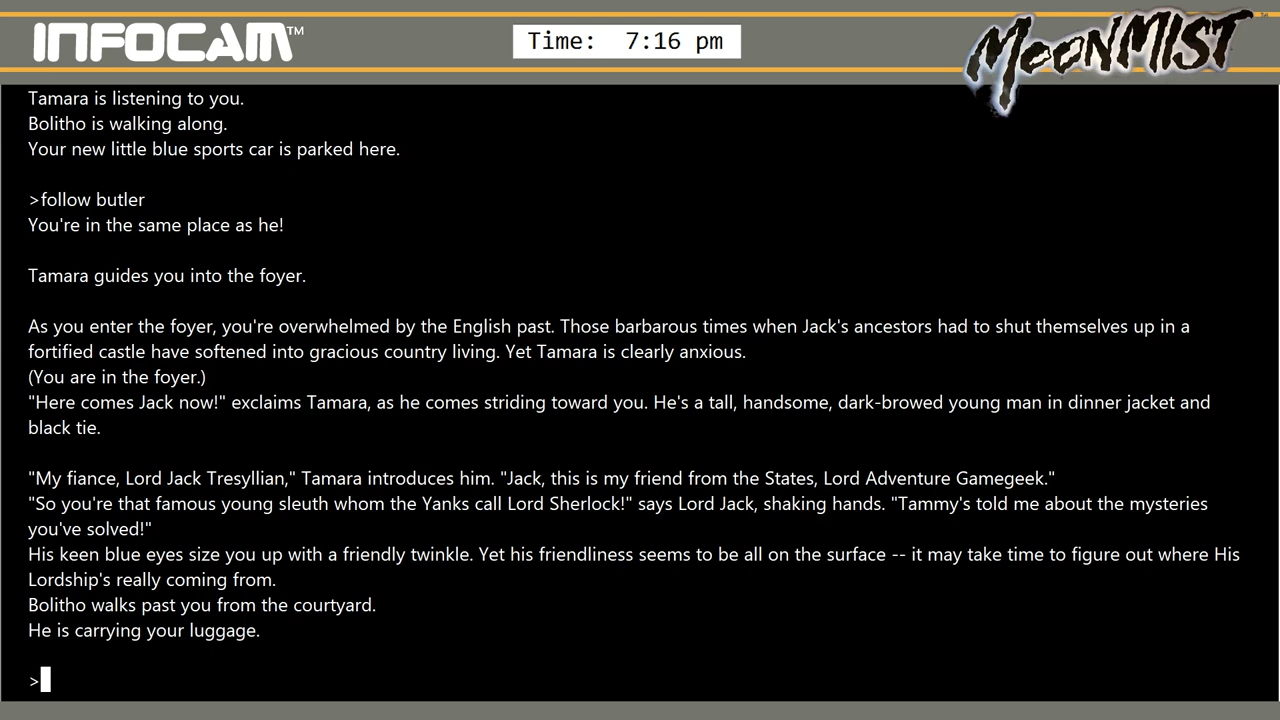 INFOCAM™
Time: 7:16 pm
MOONMIST
Tamara is listening to you.
Bolitho is walking along.
Your new little blue sports car is parked here.
>follow butler
You're in the same place as he!
Tamara guides you into the foyer.
As you enter the foyer, you're overwhelmed by the English past. Those barbarous times when Jack's ancestors had to shut themselves up in a
fortified castle have softened into gracious country living. Yet Tamara is clearly anxious.
(You are in the foyer.)
"Here comes Jack now!" exclaims Tamara, as he comes striding toward you. He's a tall, handsome, dark-browed young man in dinner jacket and
black tie.
"My fiance, Lord Jack Tresyllian," Tamara introduces him. "Jack, this is my friend from the States, Lord Adventure Gamegeek."
"So you're that famous young sleuth whom the Yanks call Lord Sherlock!" says Lord Jack, shaking hands. "Tammy's told me about the mysteries
you've solved!"
His keen blue eyes size you up with a friendly twinkle. Yet his friendliness seems to be all on the surface -- it may take time to figure out where His
Lordship's really coming from.
Bolitho walks past you from the courtyard.
He is carrying your luggage.
>